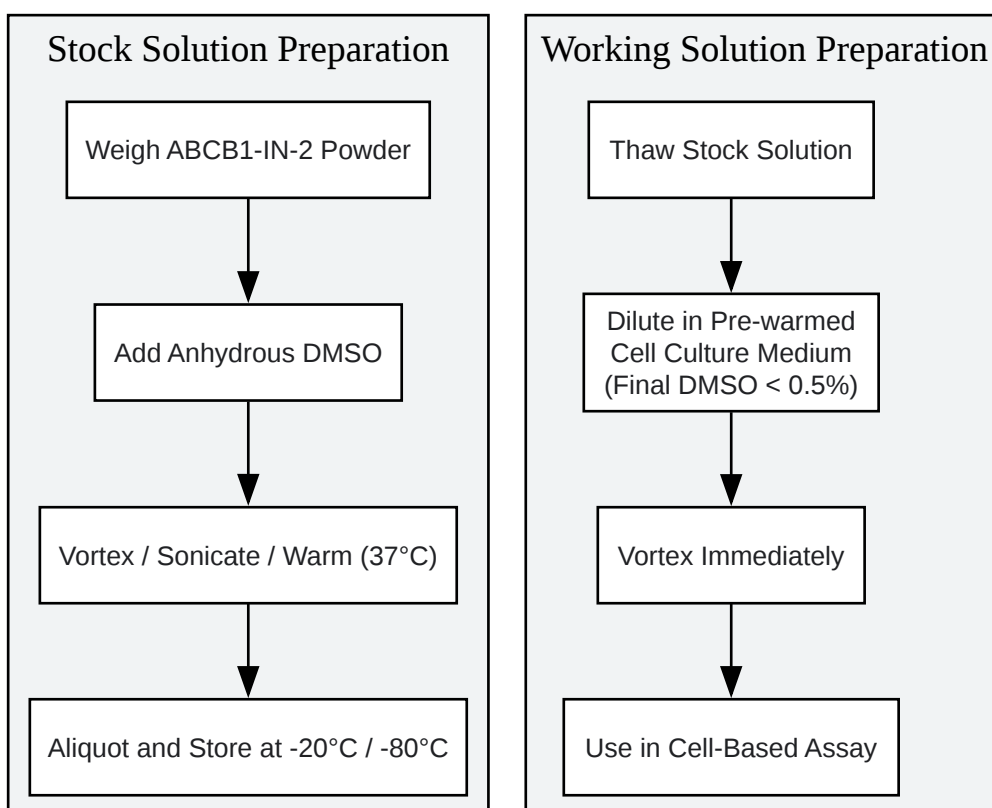 Stock Solution Preparation
Weigh ABCB1-IN-2 Powder
Add Anhydrous DMSO
Vortex / Sonicate / Warm (37°C)
Aliquot and Store at -20°C / -80°C
Working Solution Preparation
Thaw Stock Solution
Dilute in Pre-warmed
Cell Culture Medium
(Final DMSO < 0.5%)
Vortex Immediately
Use in Cell-Based Assay